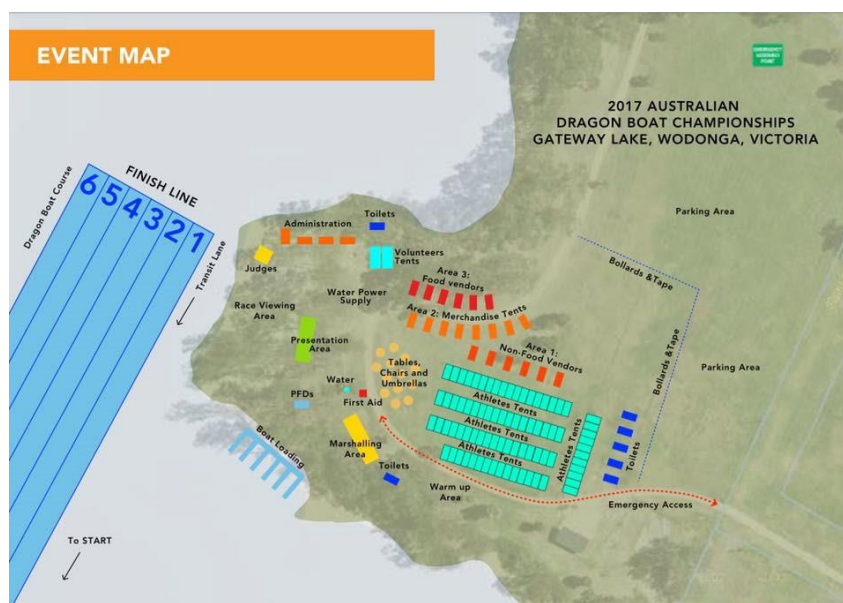 EVENT MAP
EMERGENCY
ASSEMBLY
POINT
2017 AUSTRALIAN
DRAGON BOAT CHAMPIONSHIPS
GATEWAY LAKE, WODONGA, VICTORIA
Dragon Boat Course
FINISH LINE
6 5 4 3 2 1
Transit Lane
Administration
Toilets
Judges
Volunteers
Tents
Parking Area
Bollards &Tape
Area 3:
Food vendors
Water Power
Supply
Race Viewing
Area
Area 2: Merchandise Tents
Presentation
Area
Area 1:
Non-Food Vendors
Tables,
Chairs and
Umbrellas
Bollards &Tape
Parking Area
Water
PFDs
First Aid
Athletes Tents
Athletes Tents
Athletes Tents
Athletes Tents
Boat Loading
Marshalling
Area
Toilets
Toilets
Warm up
Area
Emergency Access
To START